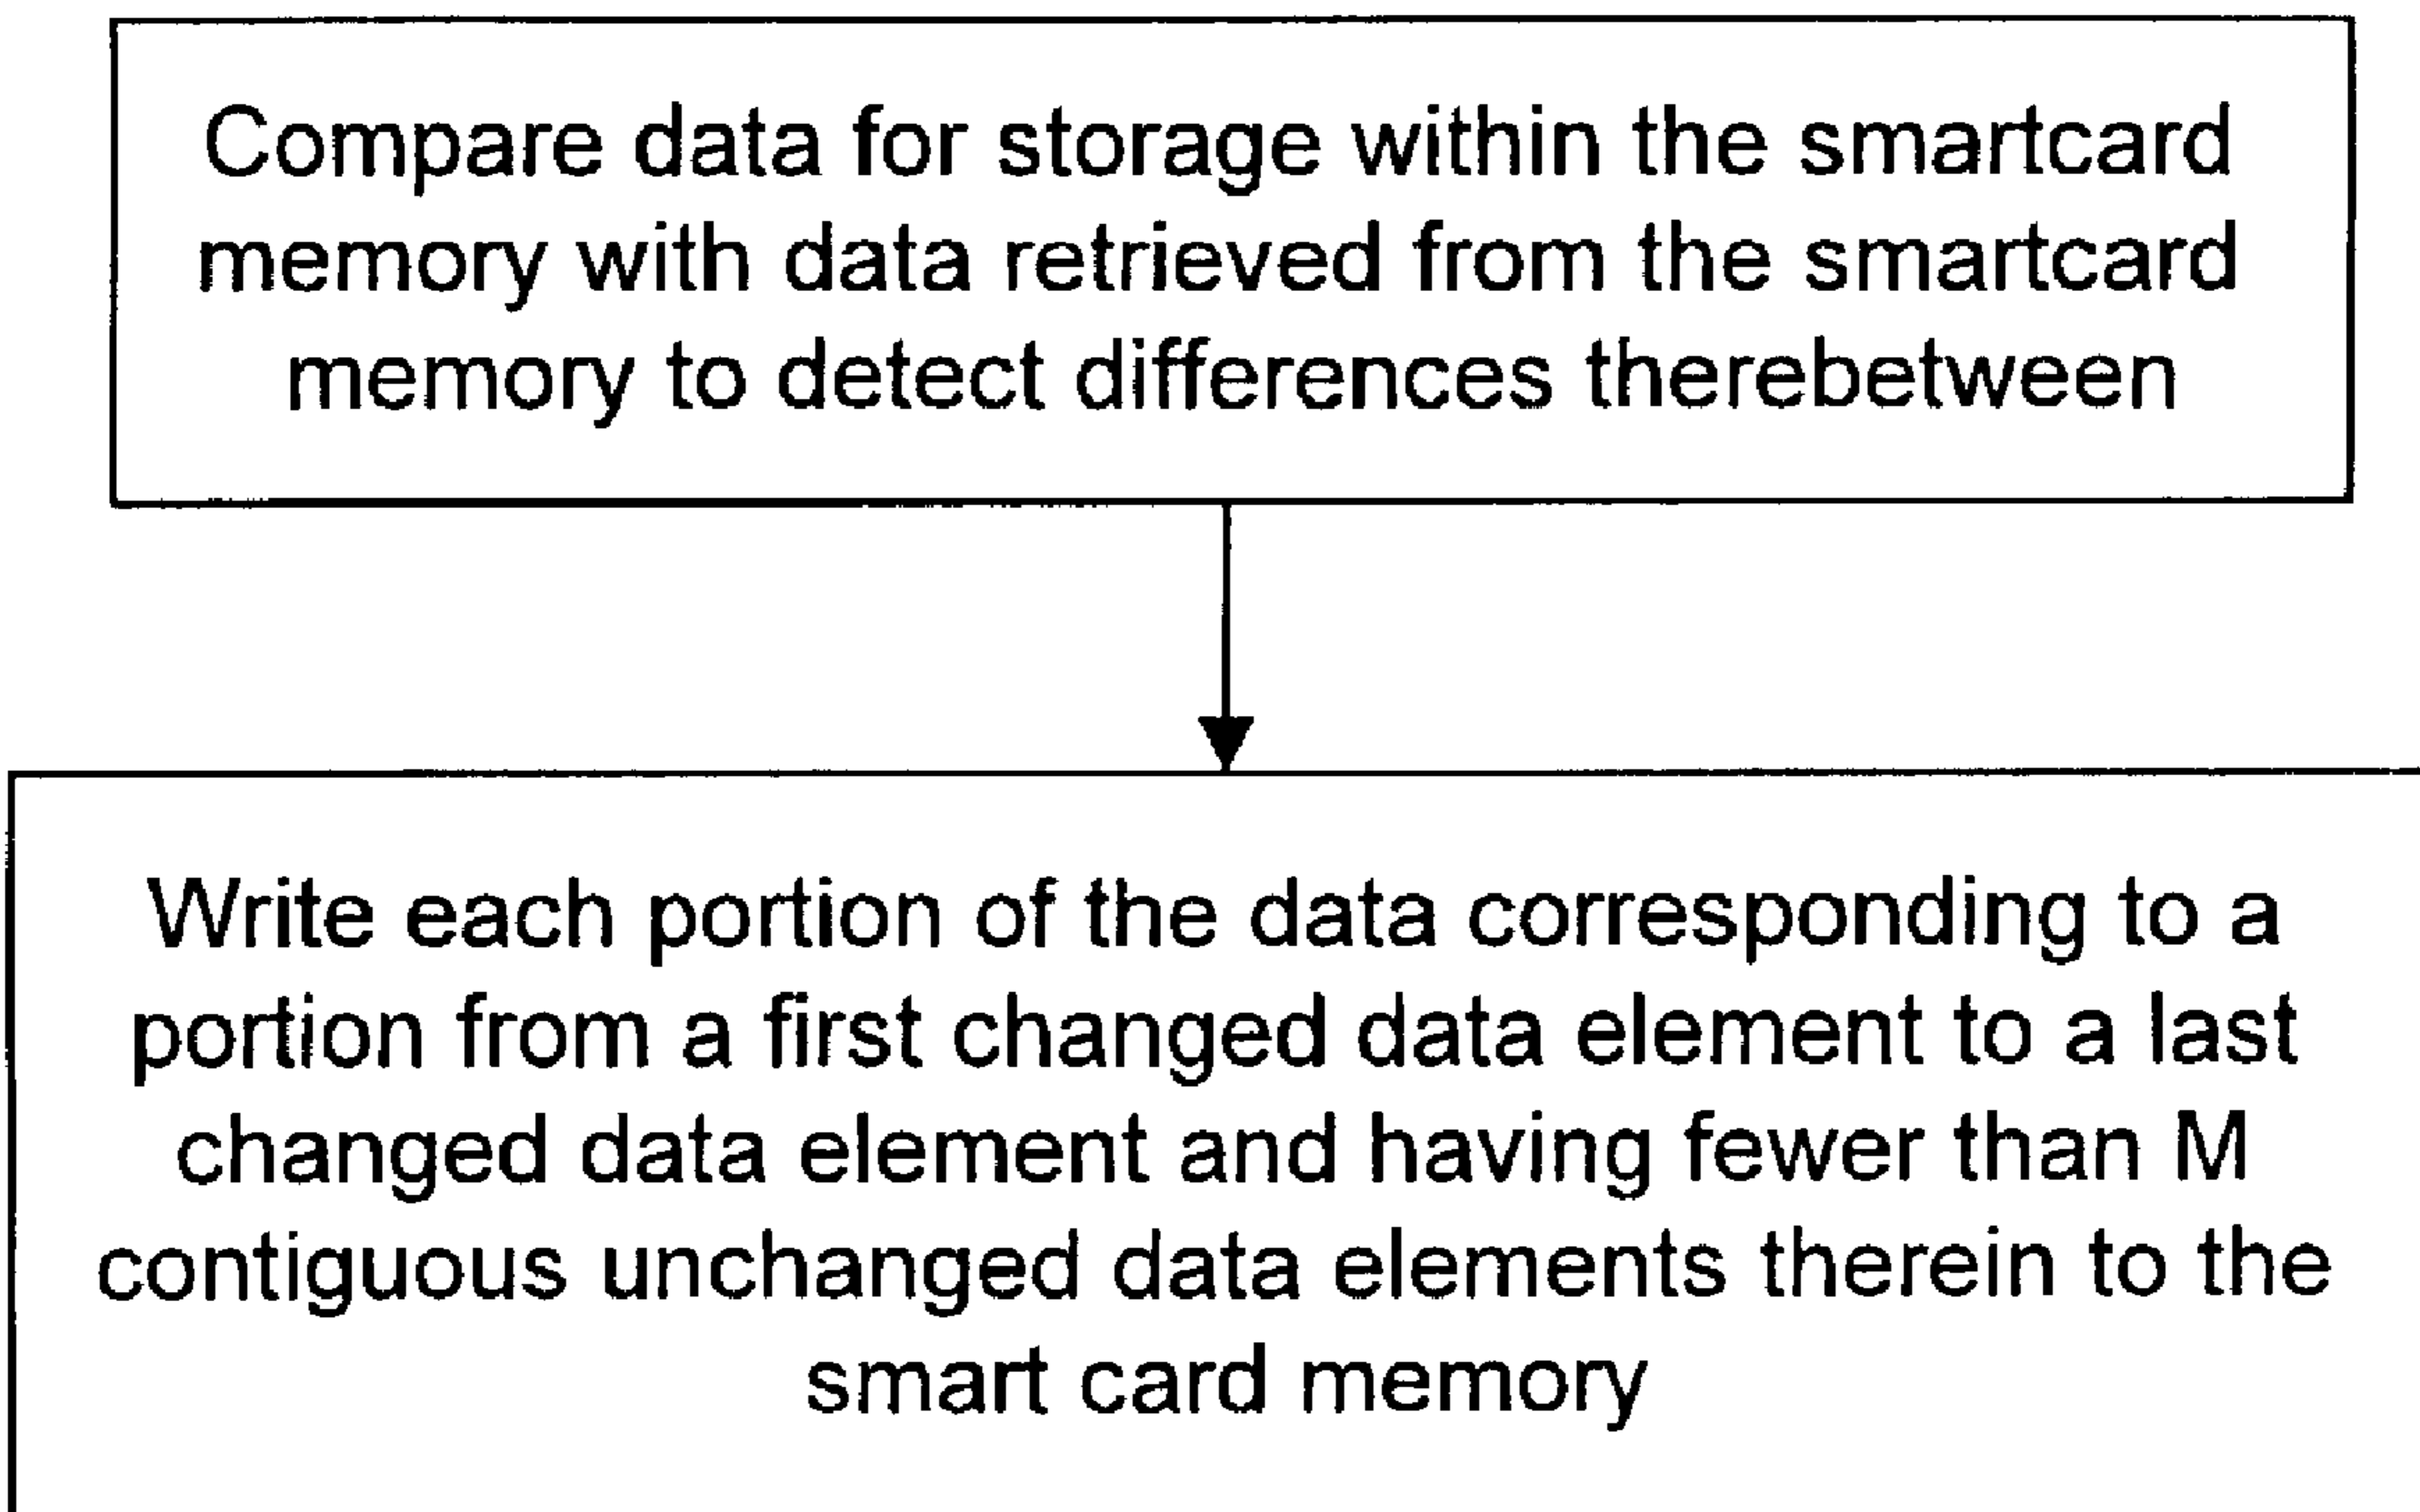 Compare data for storage within the smartcard
memory with data retrieved from the smartcard
memory to detect differences therebetween
Write each portion of the data corresponding to a
portion from a first changed data element to a last
changed data element and having fewer than M
contiguous unchanged data elements therein to the
smart card memory